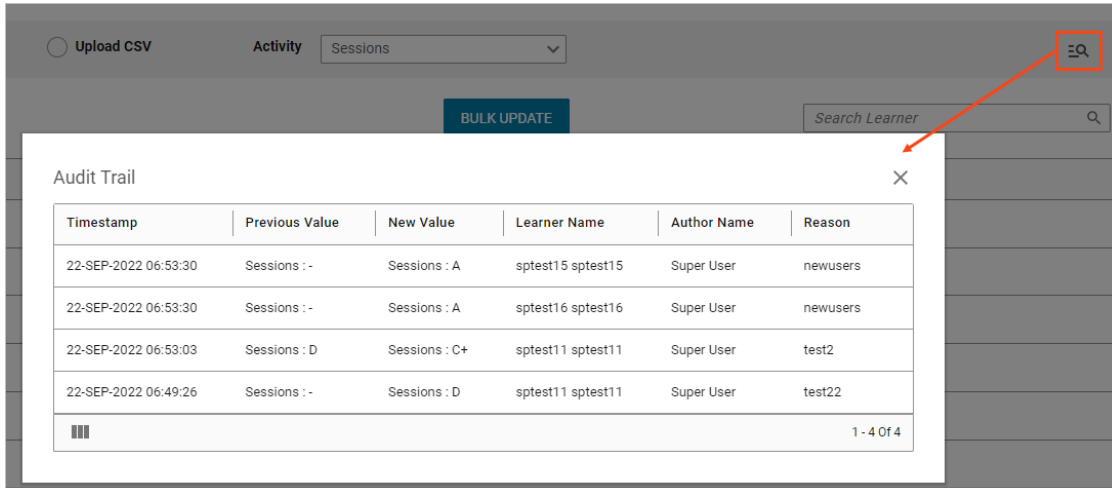 Upload CSV Activity Sessions
BULK UPDATE Search Learner
Audit Trail
Timestamp Previous Value New Value Learner Name Author Name Reason
22-SEP-2022 06:53:30 Sessions : - Sessions : A sptest15 sptest15 Super User newusers
22-SEP-2022 06:53:30 Sessions : - Sessions : A sptest16 sptest16 Super User newusers
22-SEP-2022 06:53:03 Sessions : D Sessions : C+ sptest11 sptest11 Super User test2
22-SEP-2022 06:49:26 Sessions : - Sessions : D sptest11 sptest11 Super User test22
1 - 4 Of 4